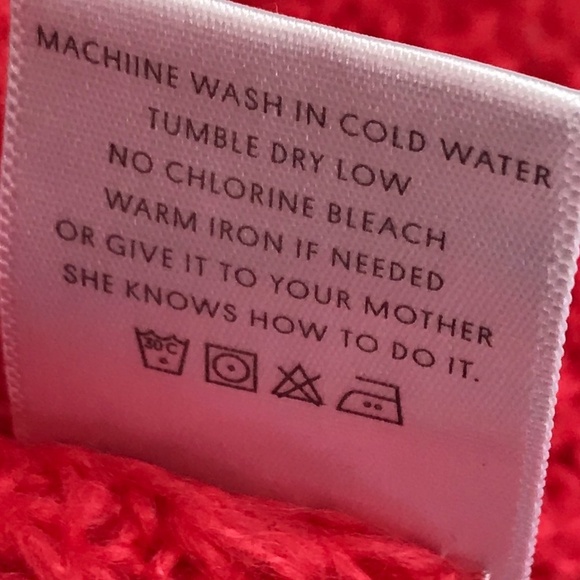 MACHIINE WASH IN COLD WATER
TUMBLE DRY LOW
NO CHLORINE BLEACH
WARM IRON IF NEEDED
OR GIVE IT TO YOUR MOTHER
SHE KNOWS HOW TO DO IT.
30C